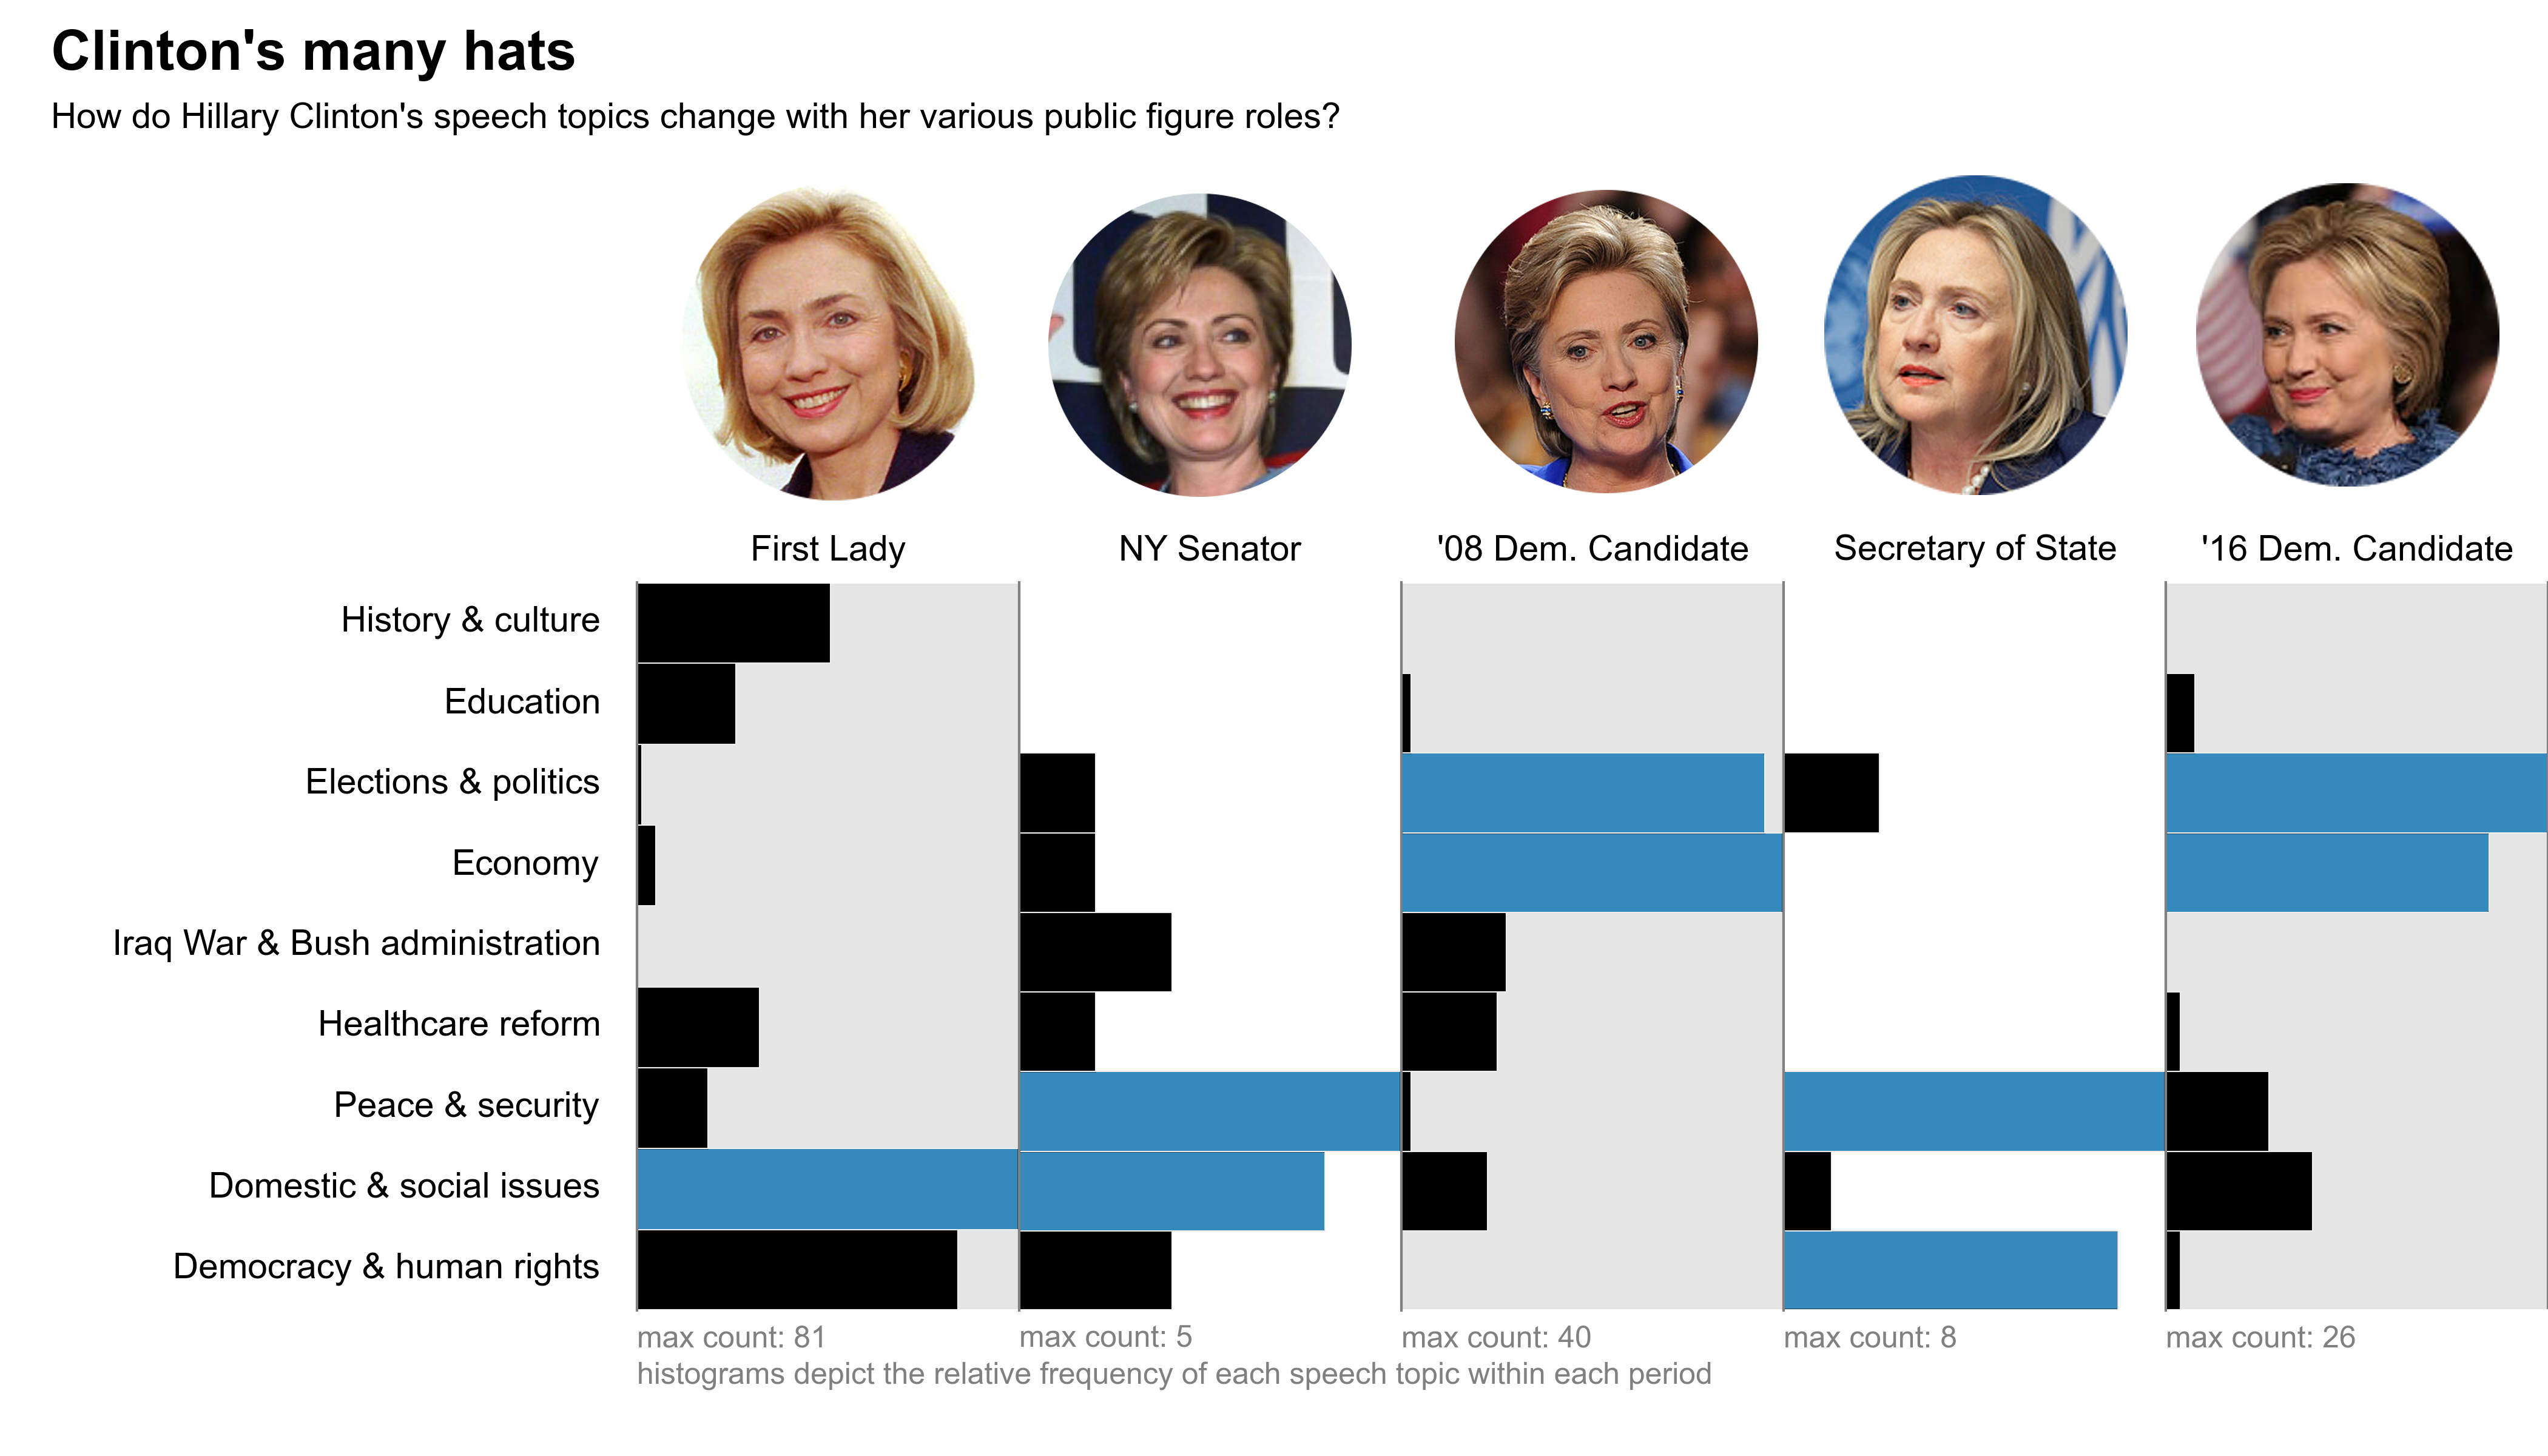 Clinton's many hats
How do Hillary Clinton's speech topics change with her various public figure roles?
First Lady
NY Senator
'08 Dem. Candidate
Secretary of State
'16 Dem. Candidate
History & culture
Education
Elections & politics
Economy
Iraq War & Bush administration
Healthcare reform
Peace & security
Domestic & social issues
Democracy & human rights
max count: 81
max count: 5
max count: 40
max count: 8
max count: 26
histograms depict the relative frequency of each speech topic within each period